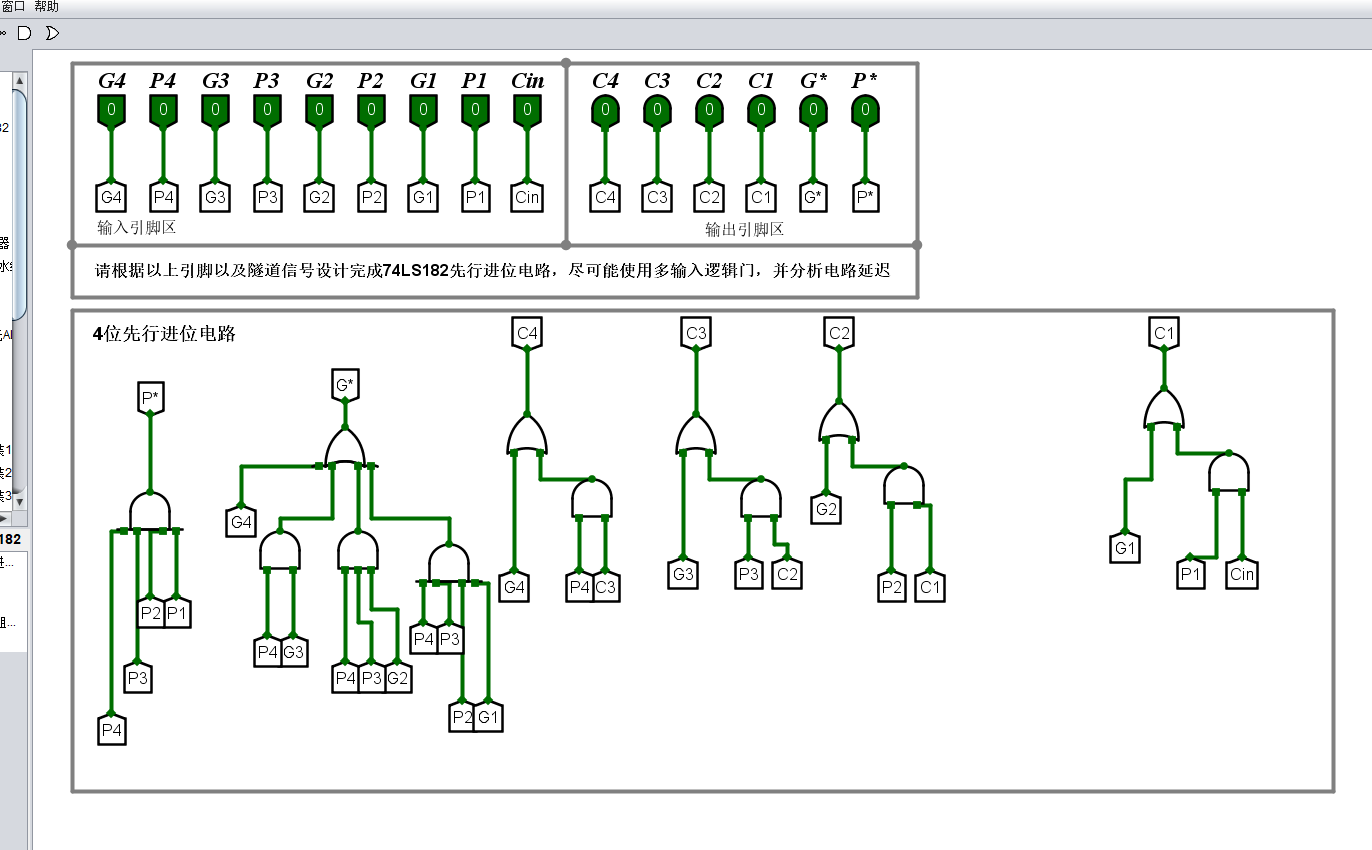 窗口 帮助
G4 P4 G3 P3 G2 P2 G1 P1 Cin C4 C3 C2 C1 G* P*
0 0 0 0 0 0 0 0 0 0 0 0 0 0 0
G4 P4 G3 P3 G2 P2 G1 P1 Cin C4 C3 C2 C1 G* P*
输入引脚区 输出引脚区
请根据以上引脚以及隧道信号设计完成74LS182先行进位电路，尽可能使用多输入逻辑门，并分析电路延迟
4位先行进位电路
C4 C3 C2 C1
P* G*
G4 G2
G1
P2 P1 P4 G3 P4 P3 G4 P4 C3 G3 P3 C2 P2 C1 P1 Cin
P3 P4 P3 G2
P4 P2 G1
182